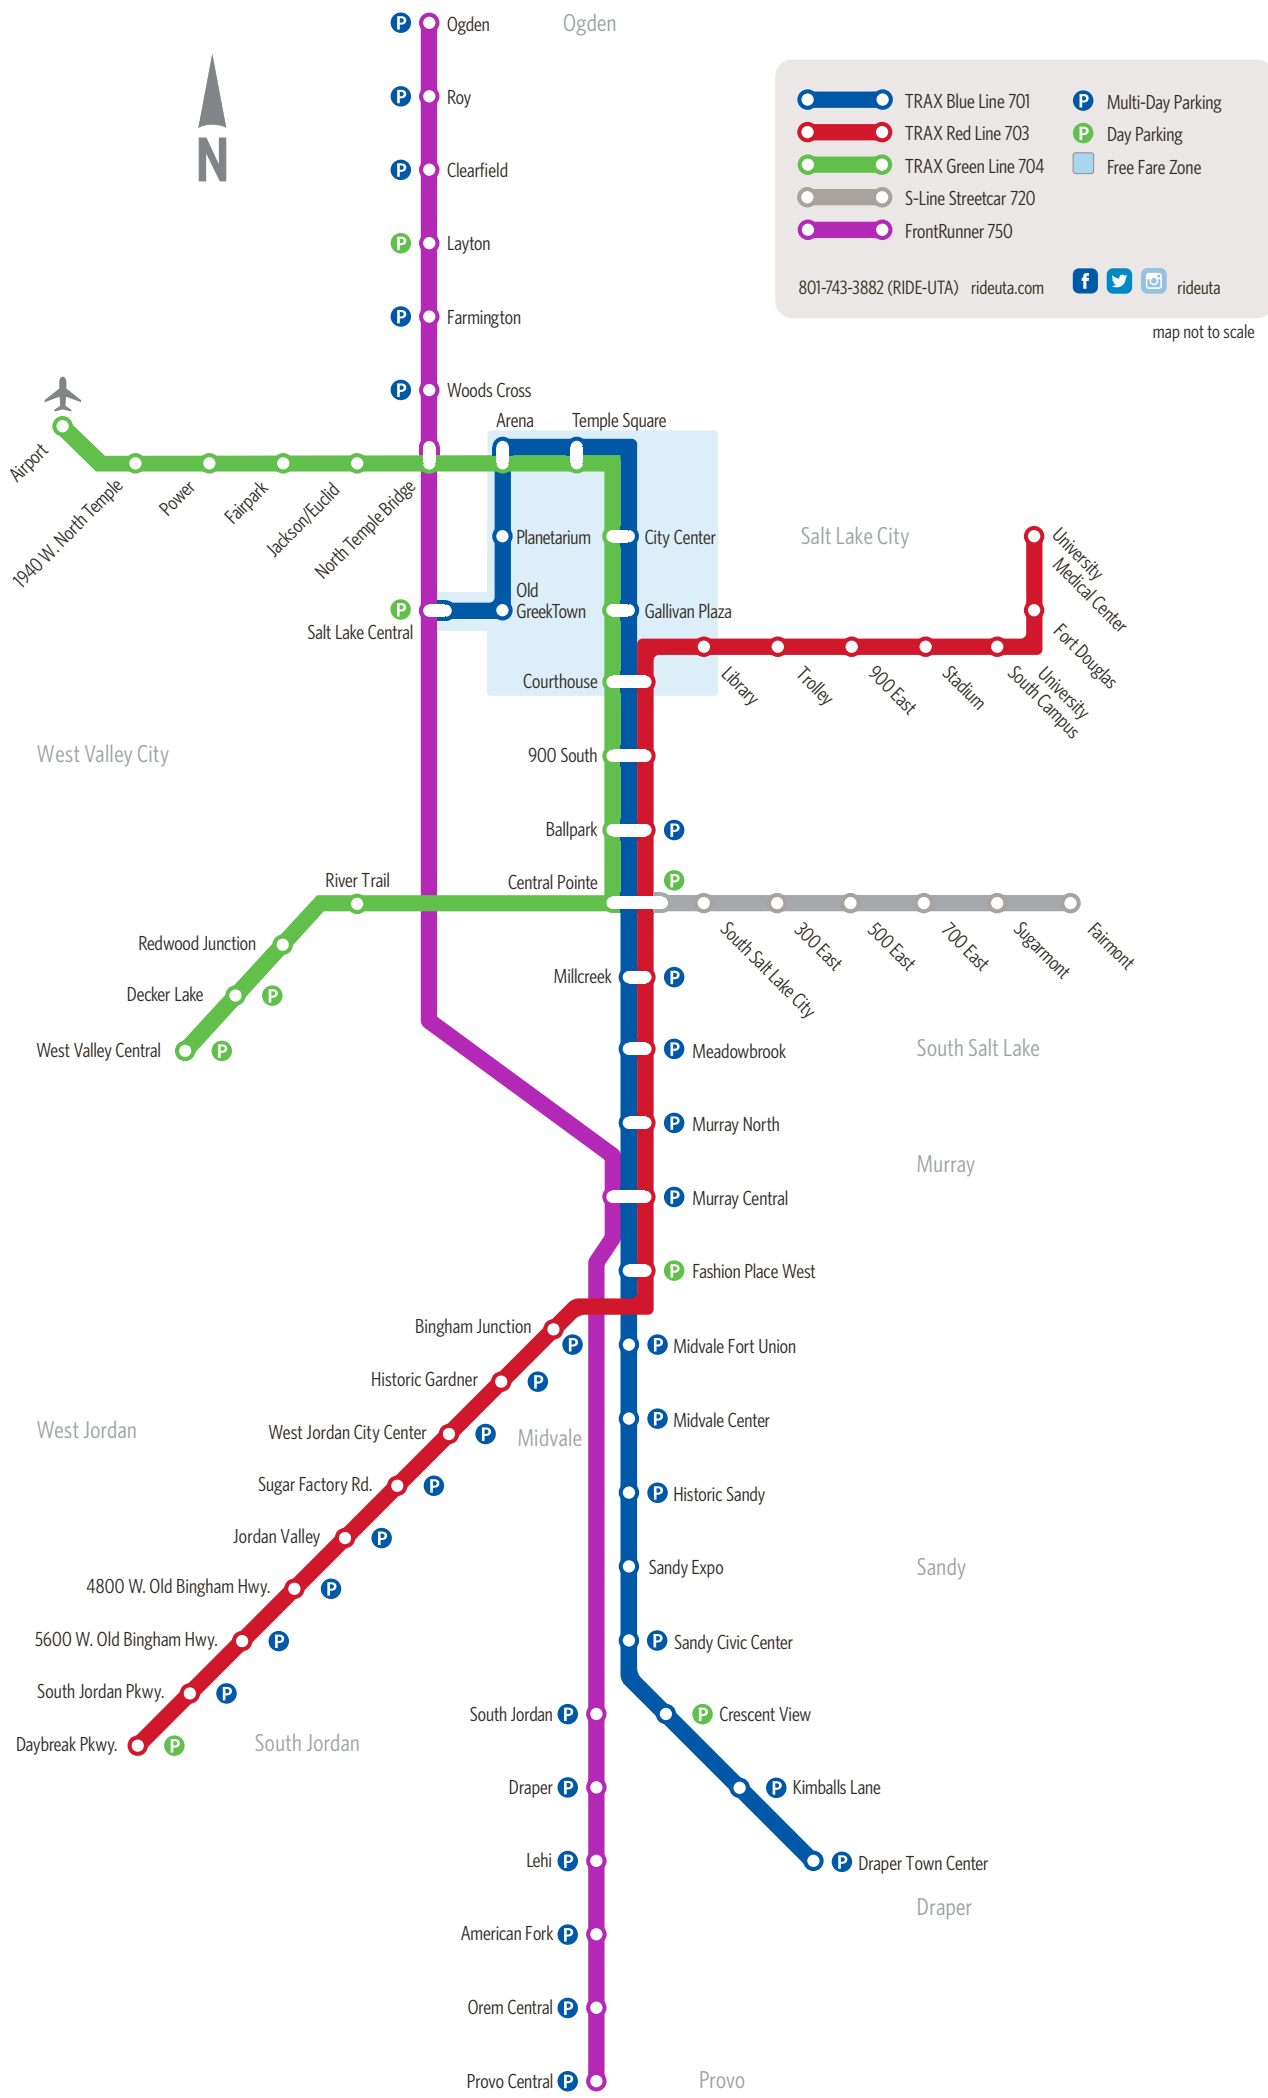 Ogden
Ogden
Roy
Clearfield
Layton
Farmington
Woods Cross
N
TRAX Blue Line 701
TRAX Red Line 703
TRAX Green Line 704
S-Line Streetcar 720
FrontRunner 750
P Multi-Day Parking
P Day Parking
Free Fare Zone
801-743-3882 (RIDE-UTA) rideuta.com
rideuta
map not to scale
Arena
Temple Square
Airport
1940 W. North Temple
Power
Fairpark
Jackson/Euclid
North Temple Bridge
Planetarium
City Center
Salt Lake City
Old
GreekTown
Gallivan Plaza
Salt Lake Central
Courthouse
University
Medical Center
Fort Douglas
University
South Campus
Stadium
900 East
Trolley
Library
West Valley City
900 South
Ballpark
Central Pointe
River Trail
Redwood Junction
Decker Lake
West Valley Central
South Salt Lake City
300 East
500 East
700 East
Sugarmont
Fairmont
Millcreek
Meadowbrook
South Salt Lake
Murray North
Murray
Murray Central
Fashion Place West
Bingham Junction
Midvale Fort Union
Historic Gardner
Midvale Center
West Jordan
West Jordan City Center
Midvale
Sugar Factory Rd.
Historic Sandy
Jordan Valley
Sandy Expo
Sandy
4800 W. Old Bingham Hwy.
5600 W. Old Bingham Hwy.
Sandy Civic Center
South Jordan Pkwy.
South Jordan
Crescent View
Daybreak Pkwy.
South Jordan
Draper
Kimballs Lane
Lehi
Draper Town Center
Draper
American Fork
Orem Central
Provo Central
Provo